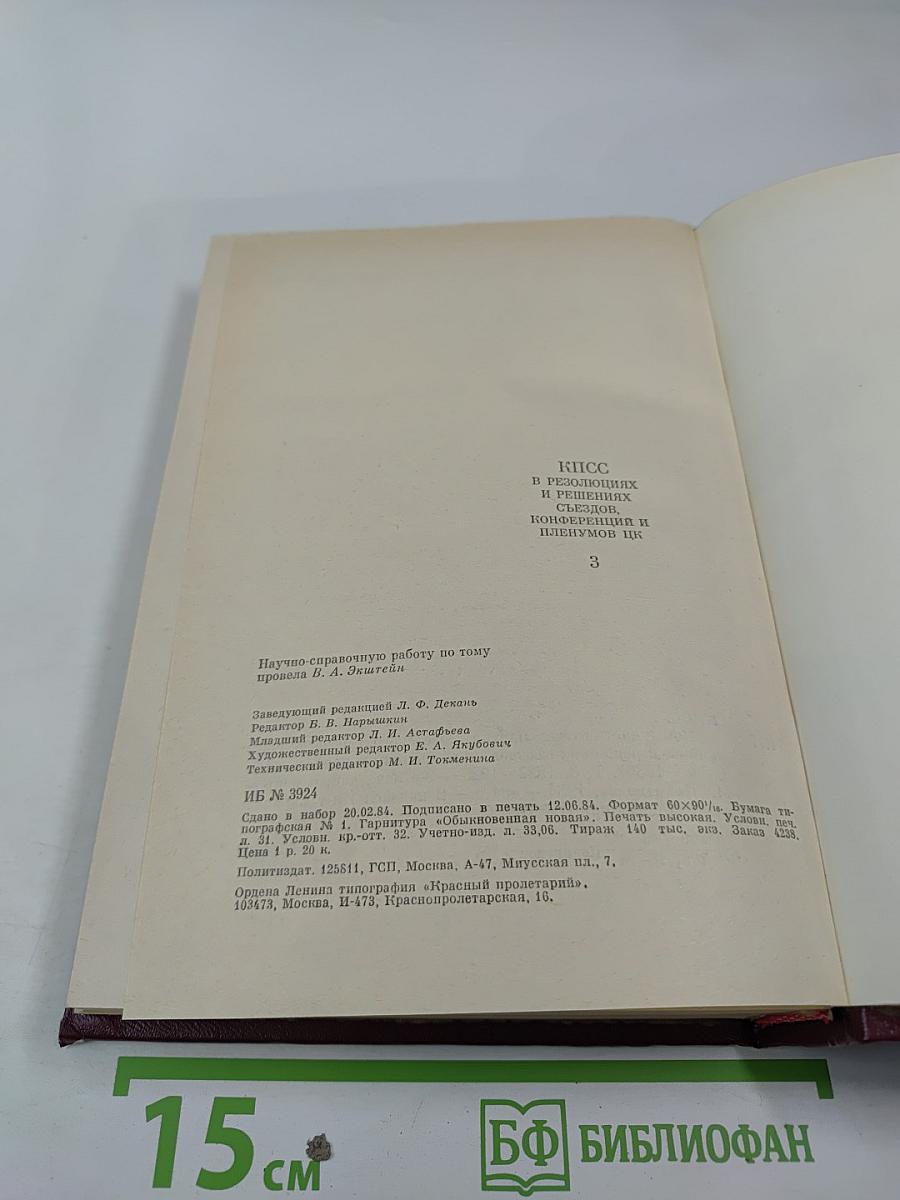 КПСС
В РЕЗОЛЮЦИЯХ
И РЕШЕНИЯХ
СЪЕЗДОВ,
КОНФЕРЕНЦИЙ И
ПЛЕНУМОВ ЦК
3
Научно-справочную работу по тому
провела В. А. Экштейн
Заведующий редакцией Л. Ф. Декань
Редактор Б. В. Нарышкин
Младший редактор Л. И. Астафьева
Художественный редактор Е. А. Якубович
Технический редактор М. И. Токменина
ИБ № 3924
Сдано в набор 20.02.84. Подписано в печать 12.06.84. Формат 60×90¹/₁₆. Бумага ти-
пографская № 1. Гарнитура «Обыкновенная новая». Печать высокая. Условн. печ.
л. 31. Условн. кр.-отт. 32. Учетно-изд. л. 33,06. Тираж 140 тыс. экз. Заказ 4238.
Цена 1 р. 20 к.
Политиздат. 125811, ГСП, Москва, А-47, Миусская пл., 7.
Ордена Ленина типография «Красный пролетарий».
103473, Москва, И-473, Краснопролетарская, 16.
15 см
БФ БИБЛИОФАН